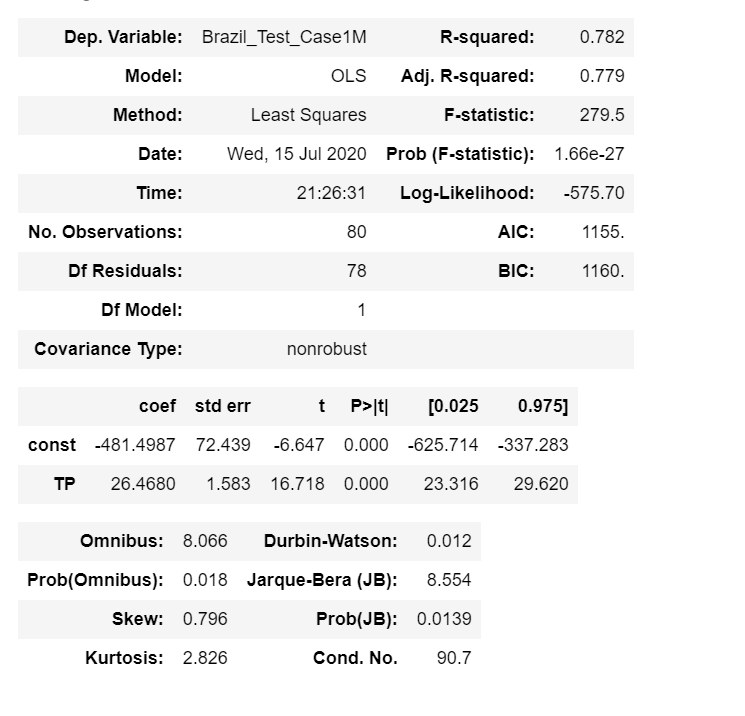 Dep. Variable: Brazil_Test_Case1M R-squared: 0.782
Model: OLS Adj. R-squared: 0.779
Method: Least Squares F-statistic: 279.5
Date: Wed, 15 Jul 2020 Prob (F-statistic): 1.66e-27
Time: 21:26:31 Log-Likelihood: -575.70
No. Observations: 80 AIC: 1155.
Df Residuals: 78 BIC: 1160.
Df Model: 1
Covariance Type: nonrobust
coef std err t P>|t| [0.025 0.975]
const -481.4987 72.439 -6.647 0.000 -625.714 -337.283
TP 26.4680 1.583 16.718 0.000 23.316 29.620
Omnibus: 8.066 Durbin-Watson: 0.012
Prob(Omnibus): 0.018 Jarque-Bera (JB): 8.554
Skew: 0.796 Prob(JB): 0.0139
Kurtosis: 2.826 Cond. No. 90.7